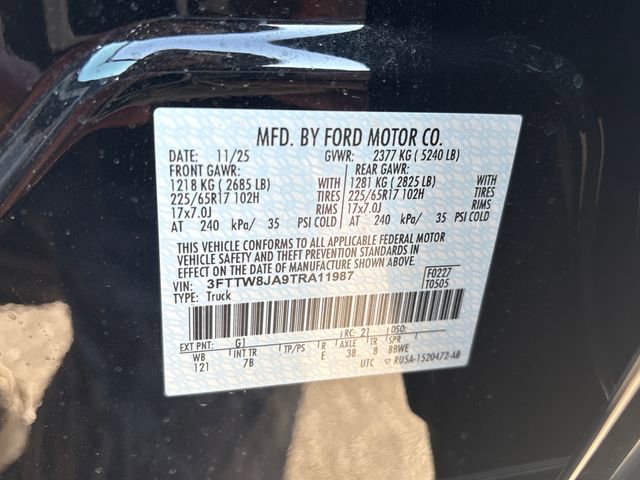 MFD. BY FORD MOTOR CO.
DATE: 11/25 GVWR: 2377 KG ( 5240 LB)
FRONT GAWR: REAR GAWR:
1218 KG ( 2685 LB) WITH 1281 KG ( 2825 LB) WITH
225/65R17 102H TIRES 225/65R17 102H TIRES
17x7.0J RIMS 17x7.0J RIMS
AT 240 kPa/ 35 PSI COLD AT 240 kPa/ 35 PSI COLD
THIS VEHICLE CONFORMS TO ALL APPLICABLE FEDERAL MOTOR
VEHICLE SAFETY AND THEFT PREVENTION STANDARDS IN
EFFECT ON THE DATE OF MANUFACTURE SHOWN ABOVE.
VIN: 3FTTW8JA9TRA11987 F0227
TYPE: Truck T0505
EXT PNT: G1 RC: 21 DSO:
WB INT TR TP/PS R AXLE TR SPR
121 7B E 38 8 BBWE
UTC RU5A-1520472-AB